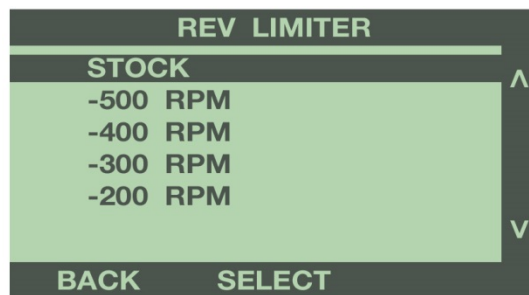 REV LIMITER
STOCK
-500 RPM
-400 RPM
-300 RPM
-200 RPM
BACK SELECT